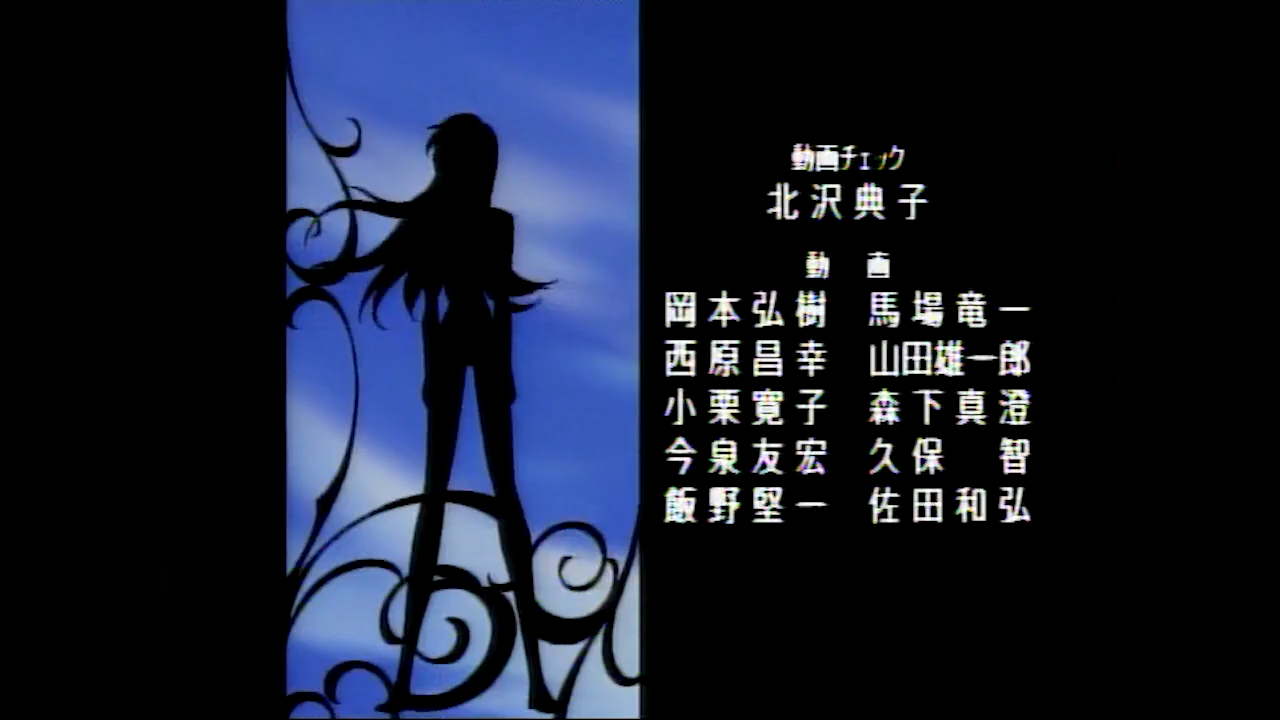 動画チェック
北沢典子
動 画
岡本弘樹 馬場竜一
西原昌幸 山田雄一郎
小栗寛子 森下真澄
今泉友宏 久保 智
飯野堅一 佐田和弘